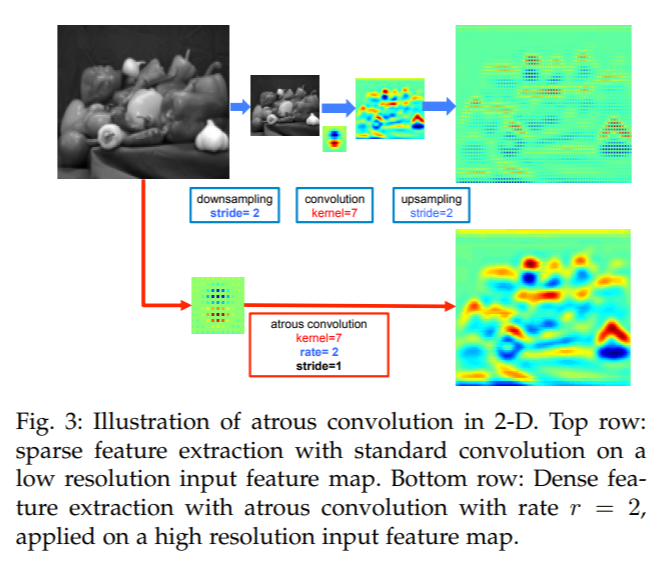 downsampling
stride= 2
convolution
kernel=7
upsampling
stride=2
atrous convolution
kernel=7
rate= 2
stride=1
Fig. 3: Illustration of atrous convolution in 2-D. Top row:
sparse feature extraction with standard convolution on a
low resolution input feature map. Bottom row: Dense fea-
ture extraction with atrous convolution with rate r = 2,
applied on a high resolution input feature map.